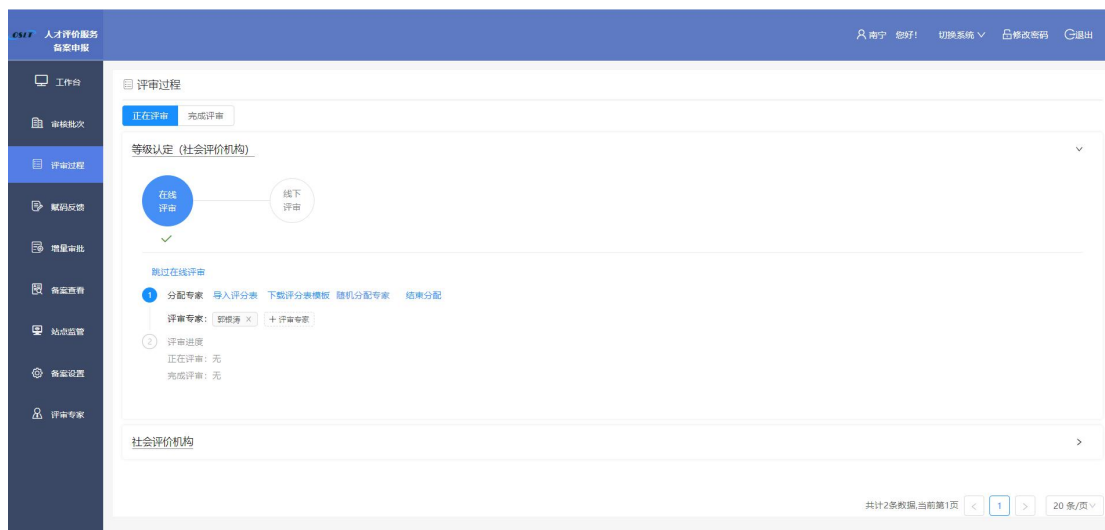 OSLT 人才评价服务
备案申报
南宁 您好! 切换系统 修改密码 退出
工作台
审核批次
评审过程
赋码反馈
增量审批
备案查看
站点监管
备案设置
评审专家
评审过程
正在评审 完成评审
等级认定（社会评价机构）
在线
评审
线下
评审
跳过在线评审
1 分配专家 导入评分表 下载评分表模板 随机分配专家 结束分配
评审专家: 郭振涛 × + 评审专家
2 评审进度
正在评审: 无
完成评审: 无
社会评价机构
共计2条数据,当前第1页 < 1 > 20 条/页